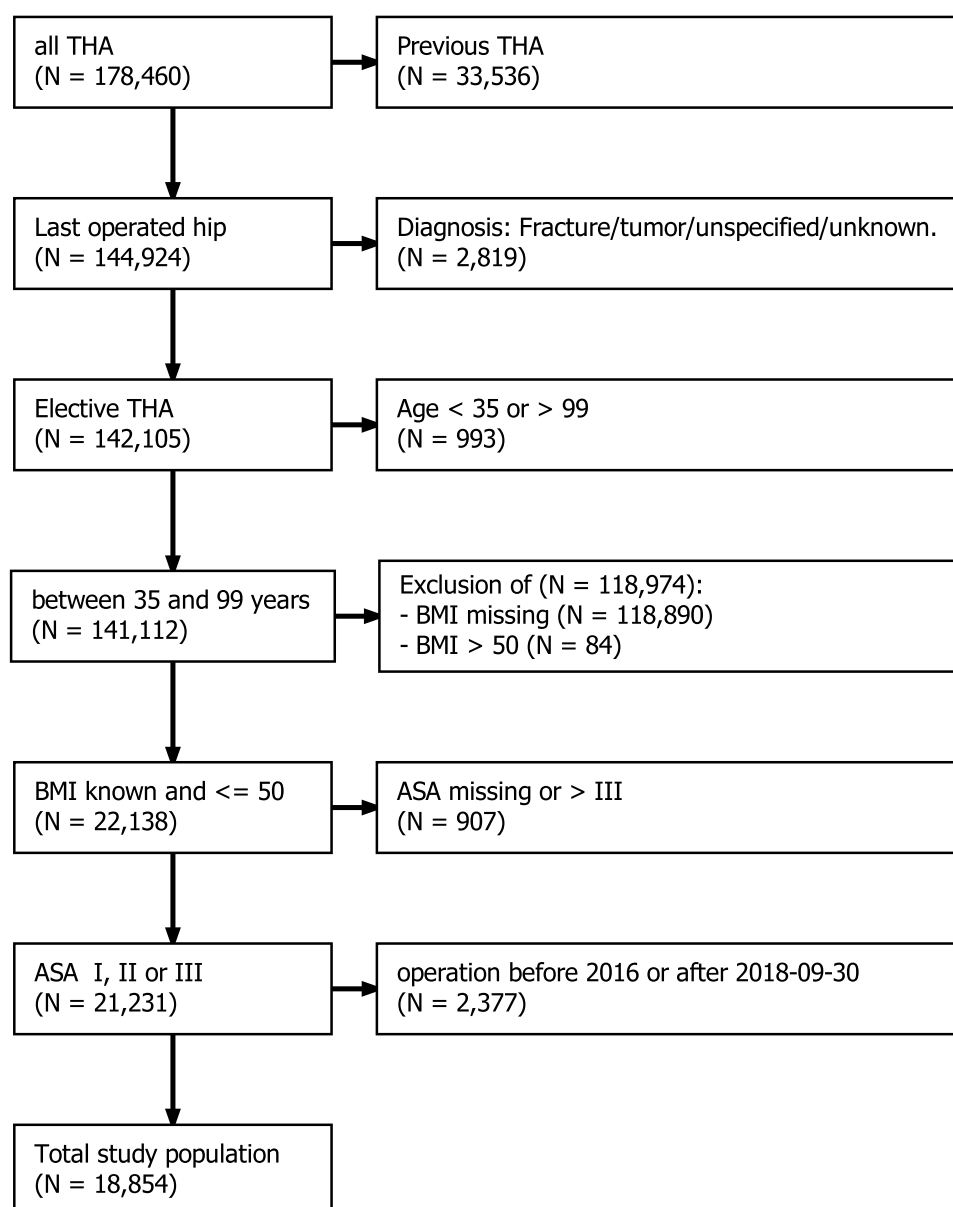 all THA
(N = 178,460)
Previous THA
(N = 33,536)
Last operated hip
(N = 144,924)
Diagnosis: Fracture/tumor/unspecified/unknown.
(N = 2,819)
Elective THA
(N = 142,105)
Age < 35 or > 99
(N = 993)
between 35 and 99 years
(N = 141,112)
Exclusion of (N = 118,974):
- BMI missing (N = 118,890)
- BMI > 50 (N = 84)
BMI known and <= 50
(N = 22,138)
ASA missing or > III
(N = 907)
ASA  I, II or III
(N = 21,231)
operation before 2016 or after 2018-09-30
(N = 2,377)
Total study population
(N = 18,854)